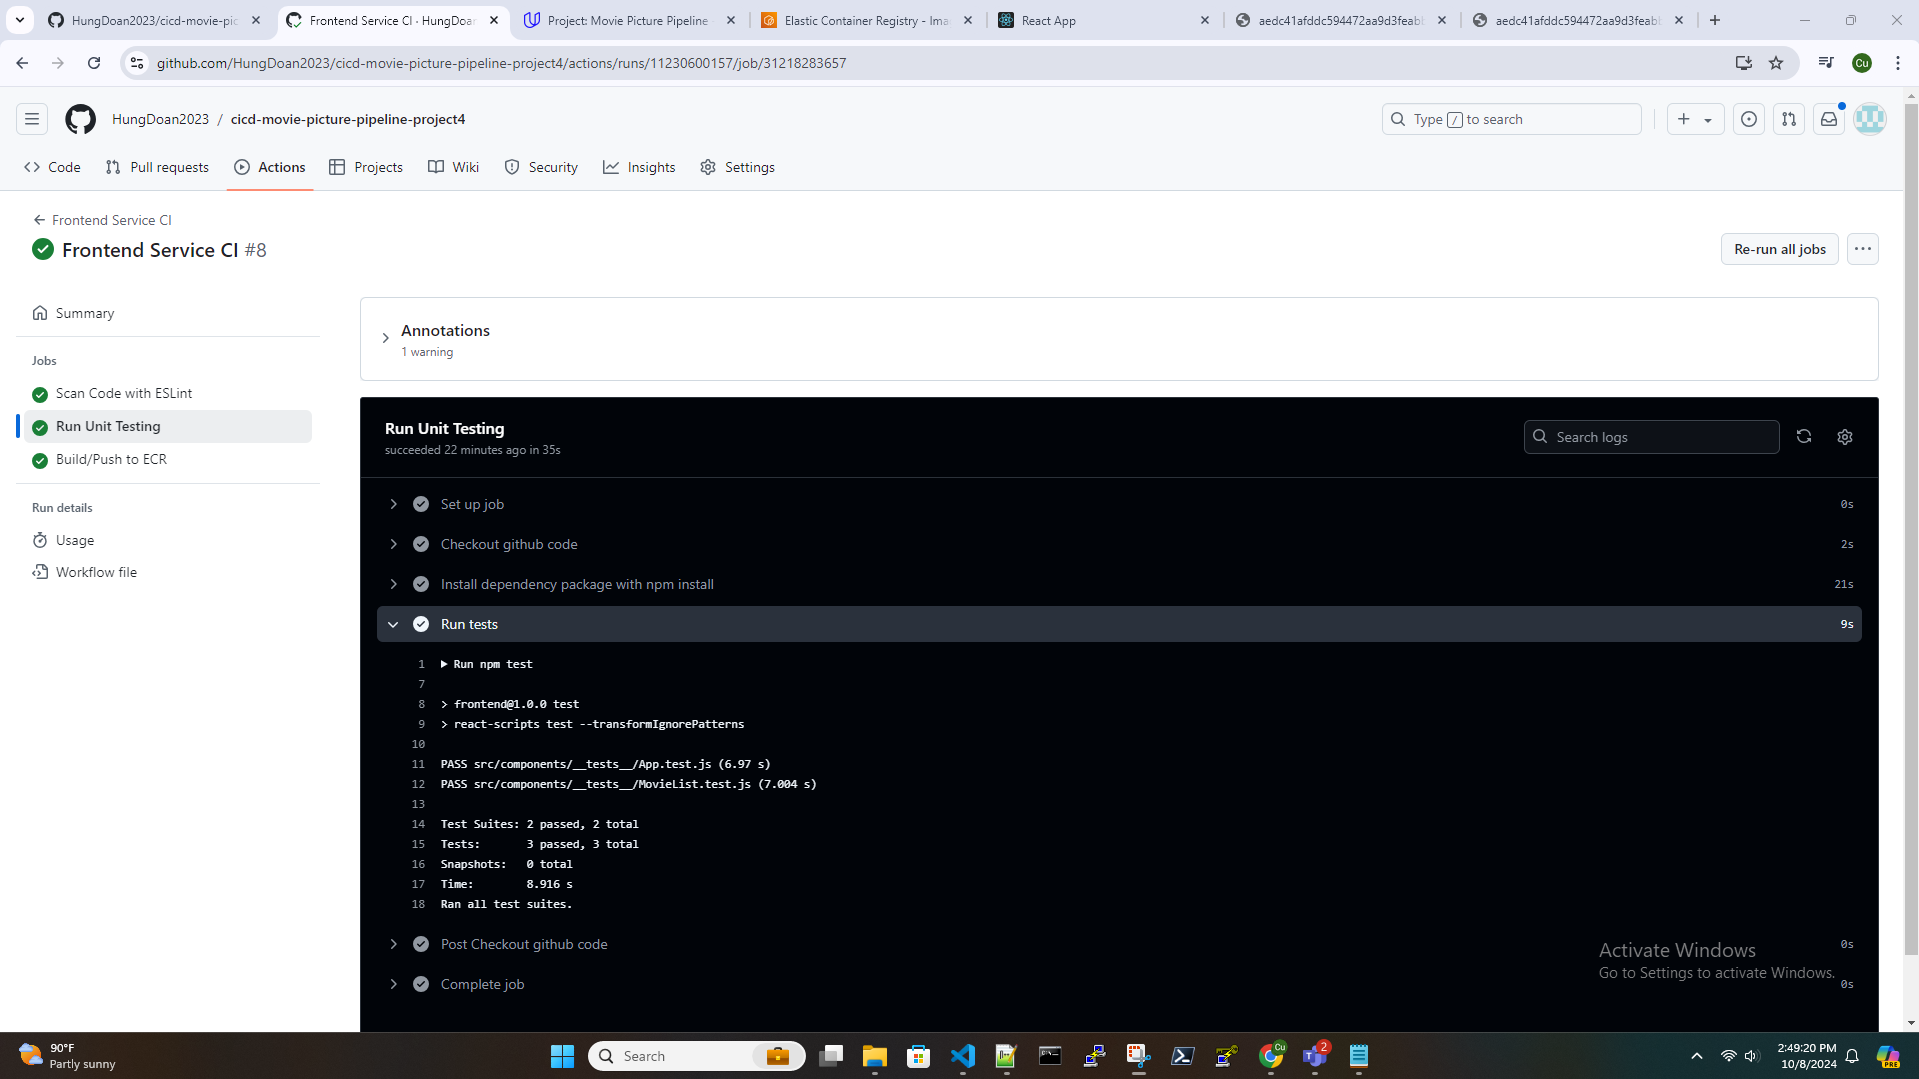 HungDoan2023/cicd-movie-pic
Frontend Service CI · HungDoan
Project: Movie Picture Pipeline
Elastic Container Registry - Ima
React App
aedc41afddc594472aa9d3feab
aedc41afddc594472aa9d3feab
github.com/HungDoan2023/cicd-movie-picture-pipeline-project4/actions/runs/11230600157/job/31218283657
Cu
HungDoan2023 / cicd-movie-picture-pipeline-project4
Type / to search
Code
Pull requests
Actions
Projects
Wiki
Security
Insights
Settings
Frontend Service CI
Frontend Service CI #8
Re-run all jobs
Summary
Jobs
Scan Code with ESLint
Run Unit Testing
Build/Push to ECR
Run details
Usage
Workflow file
Annotations
1 warning
Run Unit Testing
succeeded 22 minutes ago in 35s
Search logs
Set up job 0s
Checkout github code 2s
Install dependency package with npm install 21s
Run tests 9s
1 Run npm test
7
8 > frontend@1.0.0 test
9 > react-scripts test --transformIgnorePatterns
10
11 PASS src/components/__tests__/App.test.js (6.97 s)
12 PASS src/components/__tests__/MovieList.test.js (7.004 s)
13
14 Test Suites: 2 passed, 2 total
15 Tests: 3 passed, 3 total
16 Snapshots: 0 total
17 Time: 8.916 s
18 Ran all test suites.
Post Checkout github code 0s
Complete job 0s
Activate Windows
Go to Settings to activate Windows.
90°F
Partly sunny
Search
Cu
2
2:49:20 PM
10/8/2024
PRE